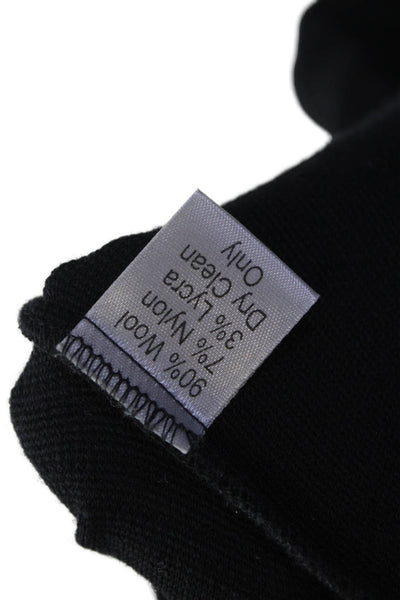 90% Wool
7% Nylon
3% Lycra
Dry Clean
Only